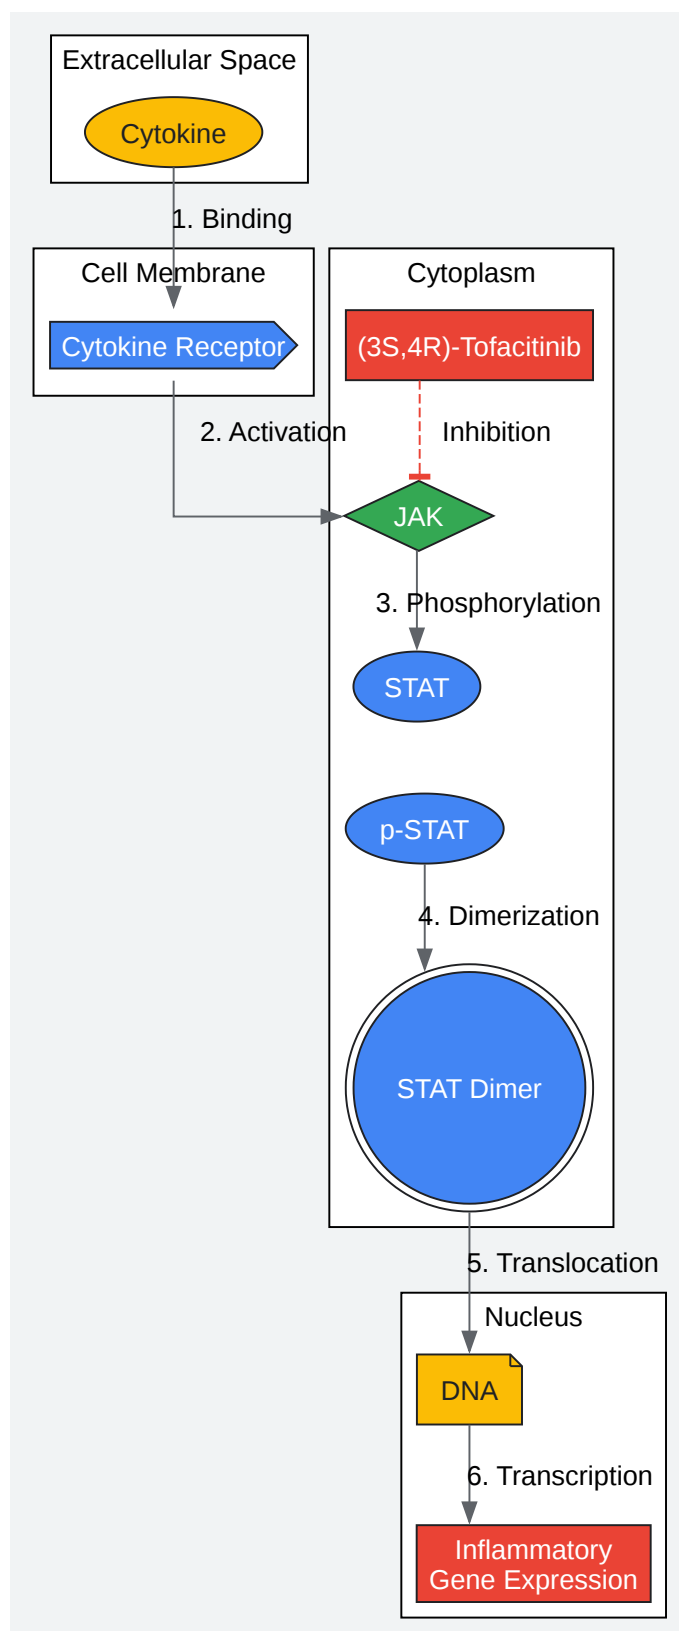 Extracellular Space
Cytokine
1. Binding
Cell Membrane
Cytokine Receptor
2. Activation
Cytoplasm
(3S,4R)-Tofacitinib
Inhibition
JAK
3. Phosphorylation
STAT
p-STAT
4. Dimerization
STAT Dimer
5. Translocation
Nucleus
DNA
6. Transcription
Inflammatory
Gene Expression